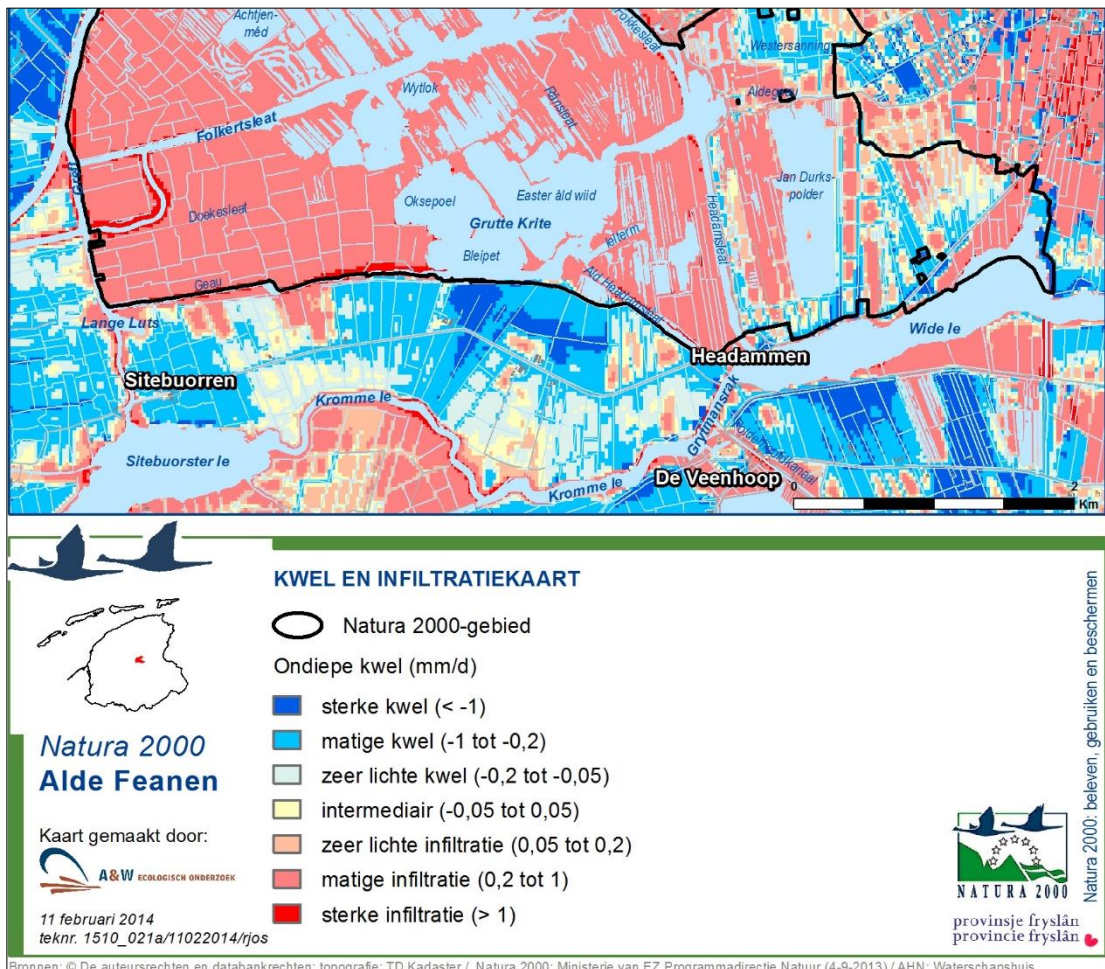 Achtjen-
mêd
Fokkesleat
Westersanning
Wytlok
Rânsleat
Aldegeaᶥ
Folkertsleat
Jan Durks-
polder
Oksepoel
Easter âld wiid
Doekesleat
Grutte Krite
Headamsleat
Ielterm
Bleipet
Geau
Ald Headamsleat
Lange Luts
Wide Ie
Headammen
Sitebuorren
Kromme Ie
Grytmansrak
Sitebuorster Ie
Kromme Ie
De Veenhoop
0
2
Km
KWEL EN INFILTRATIEKAART
Natura 2000-gebied
Ondiepe kwel (mm/d)
sterke kwel (< -1)
matige kwel (-1 tot -0,2)
zeer lichte kwel (-0,2 tot -0,05)
intermediair (-0,05 tot 0,05)
zeer lichte infiltratie (0,05 tot 0,2)
matige infiltratie (0,2 tot 1)
sterke infiltratie (> 1)
Natura 2000
Alde Feanen
Kaart gemaakt door:
A&W ECOLOGISCH ONDERZOEK
11 februari 2014
teknr. 1510_021a/11022014/rjos
Natura 2000: beleven, gebruiken en beschermen
NATURA 2000
provinsje fryslân
provincie fryslân
Bronnen: © De auteursrechten en databankrechten: topografie: TD Kadaster / Natura 2000: Ministerie van EZ Programmadirectie Natuur (4-9-2013) / AHN: Waterschapshuis